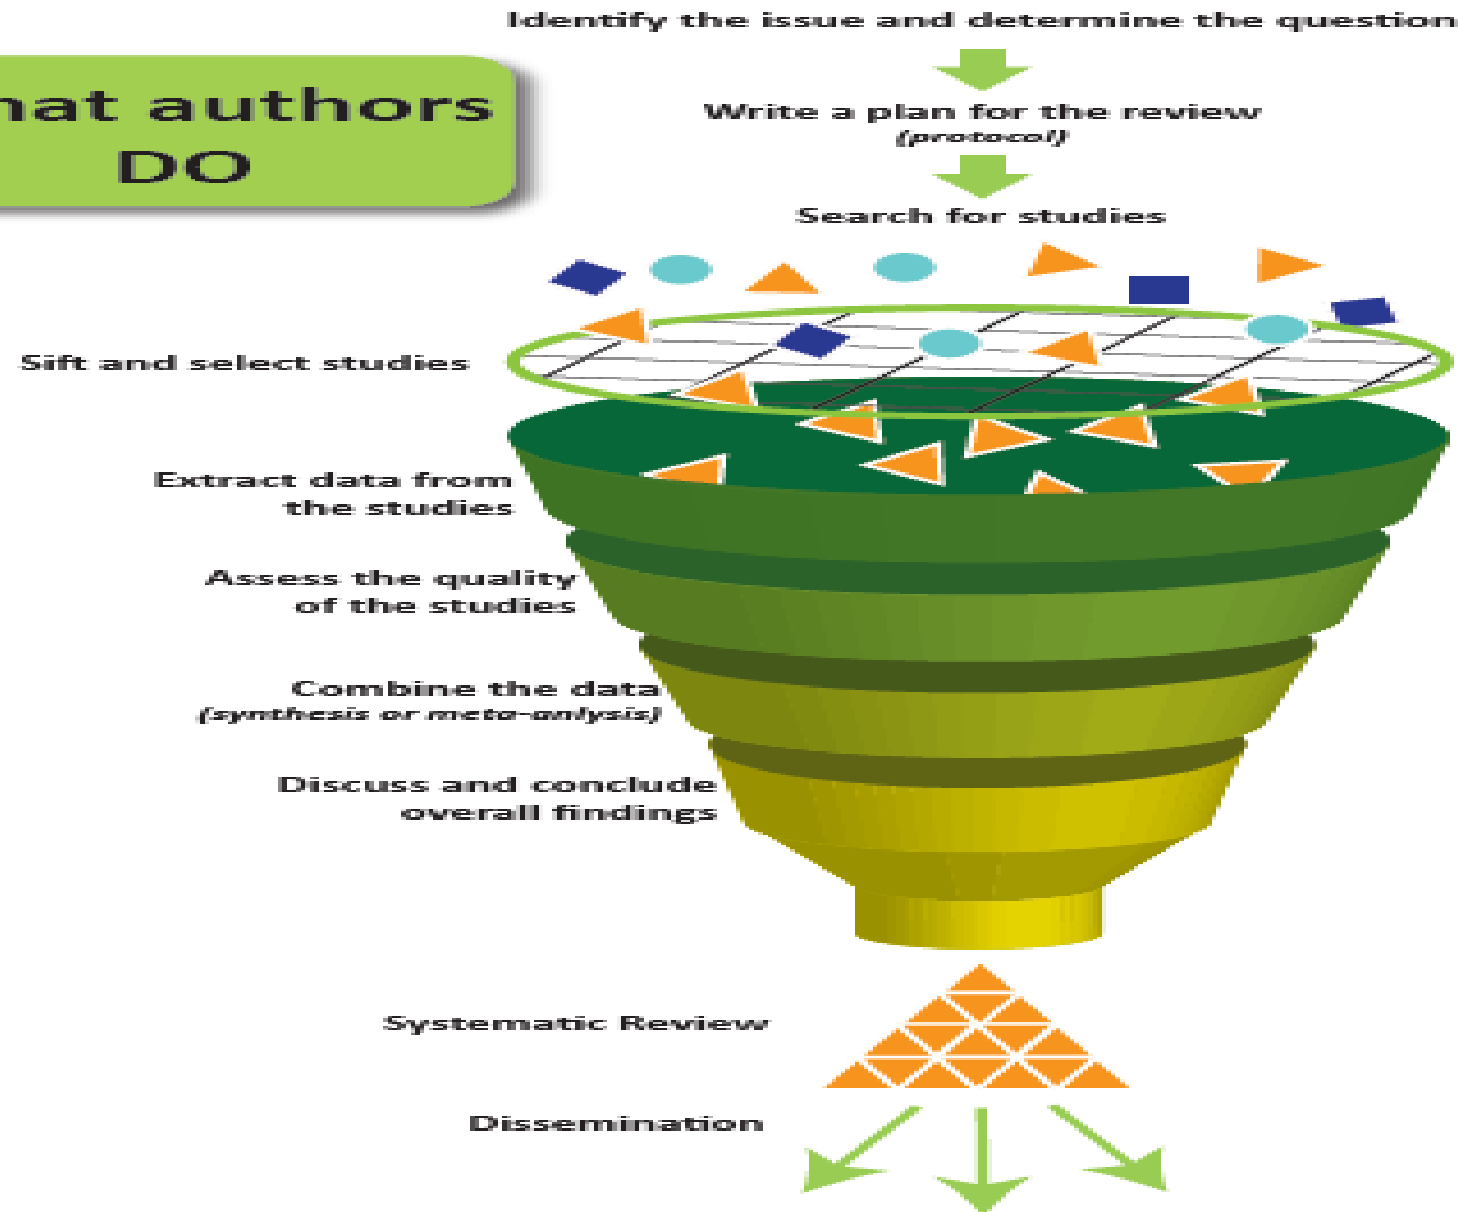 hat authors
DO
Identify the issue and determine the question
Write a plan for the review
(protocol)
Search for studies
Sift and select studies
Extract data from
the studies
Assess the quality
of the studies
Combine the data
(synthesis or meta-anlysis)
Discuss and conclude
overall findings
Systematic Review
Dissemination